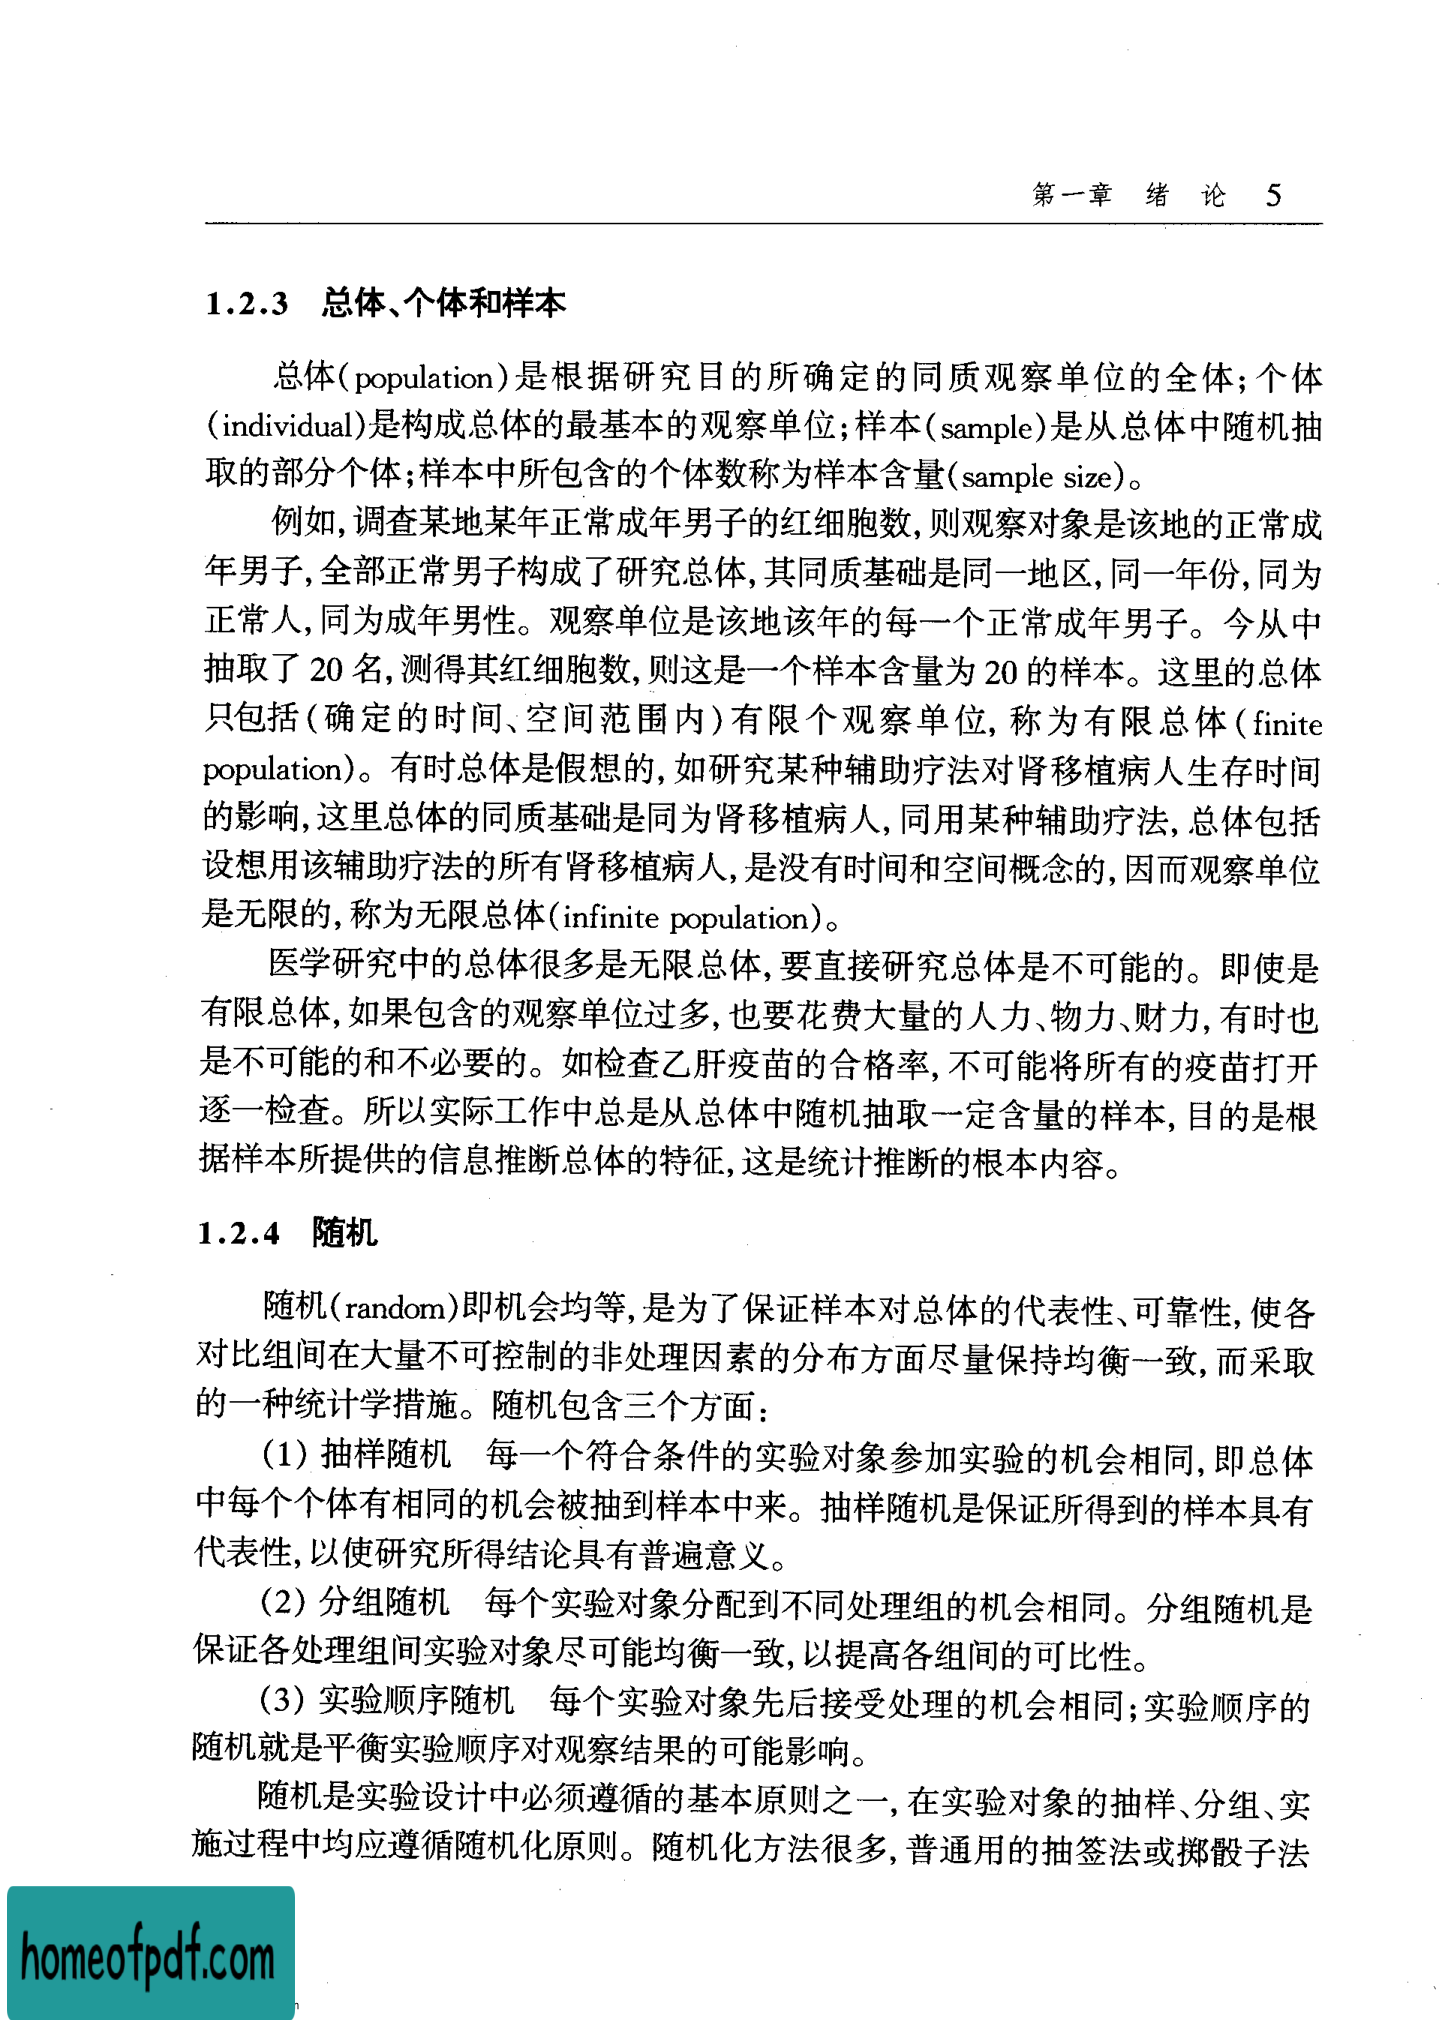 第一章 绪 论 5
1.2.3 总体、个体和样本
总体(population)是根据研究目的所确定的同质观察单位的全体;个体
(individual)是构成总体的最基本的观察单位;样本(sample)是从总体中随机抽
取的部分个体;样本中所包含的个体数称为样本含量(sample size)。
例如,调查某地某年正常成年男子的红细胞数,则观察对象是该地的正常成
年男子,全部正常男子构成了研究总体,其同质基础是同一地区,同一年份,同为
正常人,同为成年男性。观察单位是该地该年的每一个正常成年男子。今从中
抽取了 20 名,测得其红细胞数,则这是一个样本含量为 20 的样本。这里的总体
只包括(确定的时间、空间范围内)有限个观察单位,称为有限总体(finite
population)。有时总体是假想的,如研究某种辅助疗法对肾移植病人生存时间
的影响,这里总体的同质基础是同为肾移植病人,同用某种辅助疗法,总体包括
设想用该辅助疗法的所有肾移植病人,是没有时间和空间概念的,因而观察单位
是无限的,称为无限总体(infinite population)。
医学研究中的总体很多是无限总体,要直接研究总体是不可能的。即使是
有限总体,如果包含的观察单位过多,也要花费大量的人力、物力、财力,有时也
是不可能的和不必要的。如检查乙肝疫苗的合格率,不可能将所有的疫苗打开
逐一检查。所以实际工作中总是从总体中随机抽取一定含量的样本,目的是根
据样本所提供的信息推断总体的特征,这是统计推断的根本内容。
1.2.4 随机
随机(random)即机会均等,是为了保证样本对总体的代表性、可靠性,使各
对比组间在大量不可控制的非处理因素的分布方面尽量保持均衡一致,而采取
的一种统计学措施。随机包含三个方面:
(1) 抽样随机 每一个符合条件的实验对象参加实验的机会相同,即总体
中每个个体有相同的机会被抽到样本中来。抽样随机是保证所得到的样本具有
代表性,以使研究所得结论具有普遍意义。
(2) 分组随机 每个实验对象分配到不同处理组的机会相同。分组随机是
保证各处理组间实验对象尽可能均衡一致,以提高各组间的可比性。
(3) 实验顺序随机 每个实验对象先后接受处理的机会相同;实验顺序的
随机就是平衡实验顺序对观察结果的可能影响。
随机是实验设计中必须遵循的基本原则之一,在实验对象的抽样、分组、实
施过程中均应遵循随机化原则。随机化方法很多,普通用的抽签法或掷骰子法
homeofpdf.com